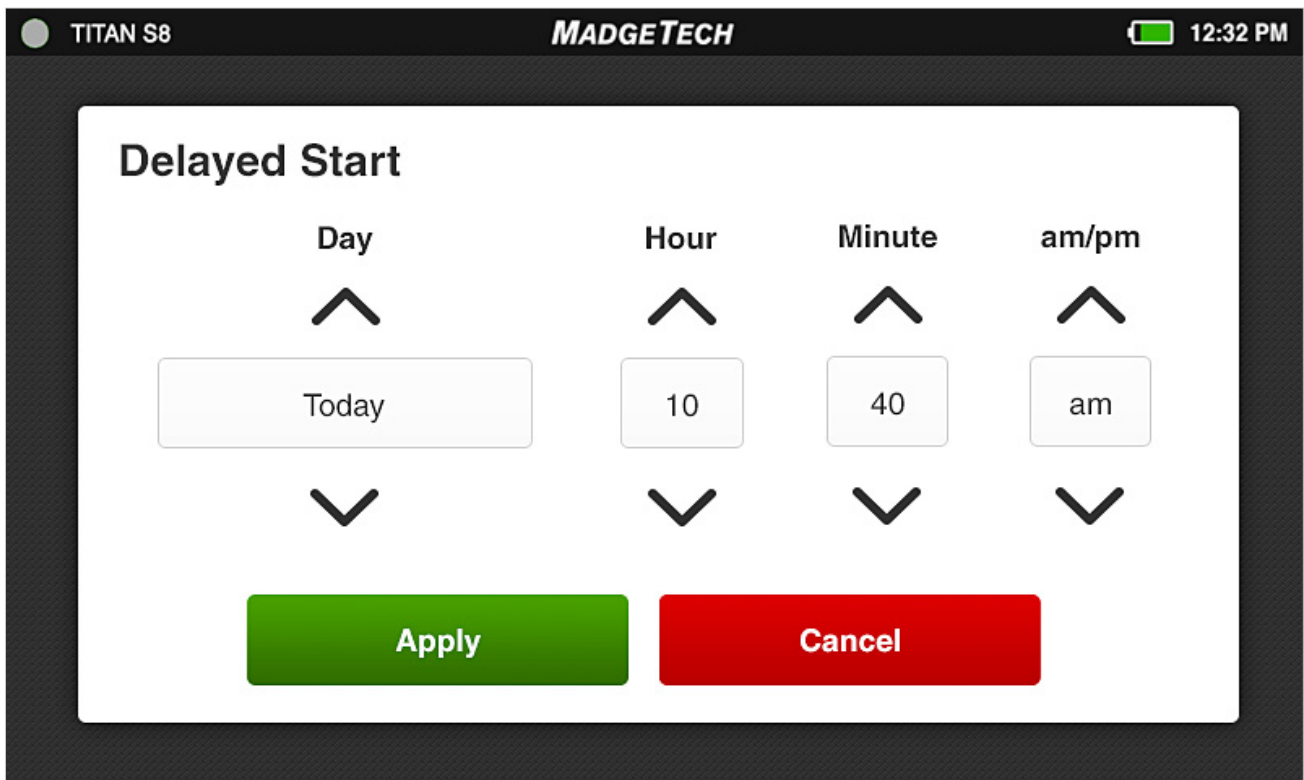 TITAN S8 MADGETECH 12:32 PM
Delayed Start
Day Hour Minute am/pm
Today 10 40 am
Apply Cancel